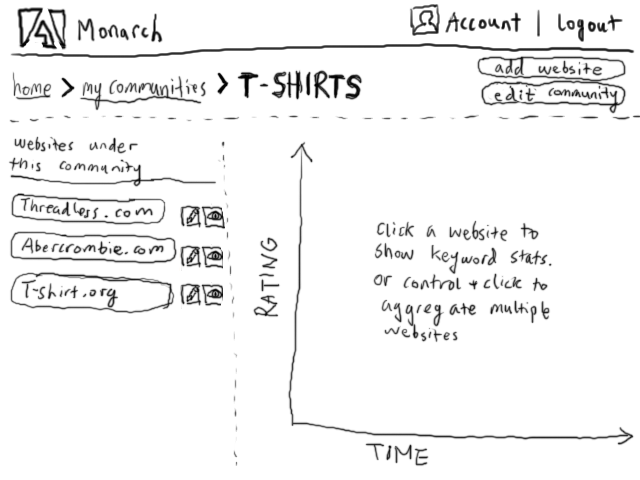 Monarch
Account | Logout
home > my communities > T-SHIRTS
add website
edit community
websites under
this community
Threadless.com
Abercrombie.com
T-shirt.org
RATING
Click a website to
show keyword stats.
or control + click to
aggregate multiple
websites
TIME